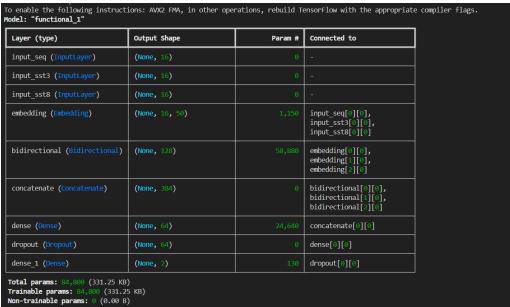 To enable the following instructions: AVX2 FMA, in other operations, rebuild TensorFlow with the appropriate compiler flags.
Model: "functional_1"
Layer (type) Output Shape Param # Connected to
input_seq (InputLayer) (None, 16) 0 -
input_sst3 (InputLayer) (None, 16) 0 -
input_sst8 (InputLayer) (None, 16) 0 -
embedding (Embedding) (None, 16, 50) 1,150 input_seq[0][0],
input_sst3[0][0],
input_sst8[0][0]
bidirectional (Bidirectional) (None, 128) 58,880 embedding[0][0],
embedding[1][0],
embedding[2][0]
concatenate (Concatenate) (None, 384) 0 bidirectional[0][0],
bidirectional[1][0],
bidirectional[2][0]
dense (Dense) (None, 64) 24,640 concatenate[0][0]
dropout (Dropout) (None, 64) 0 dense[0][0]
dense_1 (Dense) (None, 2) 130 dropout[0][0]
Total params: 84,800 (331.25 KB)
Trainable params: 84,800 (331.25 KB)
Non-trainable params: 0 (0.00 B)